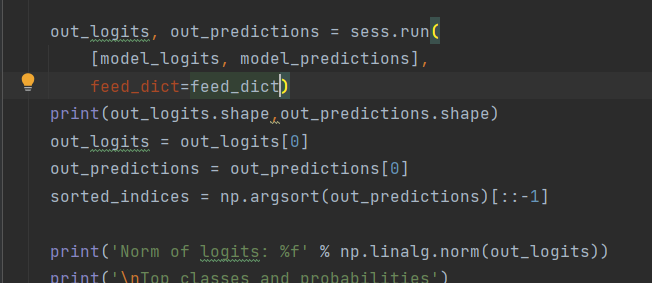 out_logits, out_predictions = sess.run(
[model_logits, model_predictions],
feed_dict=feed_dict)
print(out_logits.shape,out_predictions.shape)
out_logits = out_logits[0]
out_predictions = out_predictions[0]
sorted_indices = np.argsort(out_predictions)[::-1]
print('Norm of logits: %f' % np.linalg.norm(out_logits))
print('\nTop classes and probabilities')